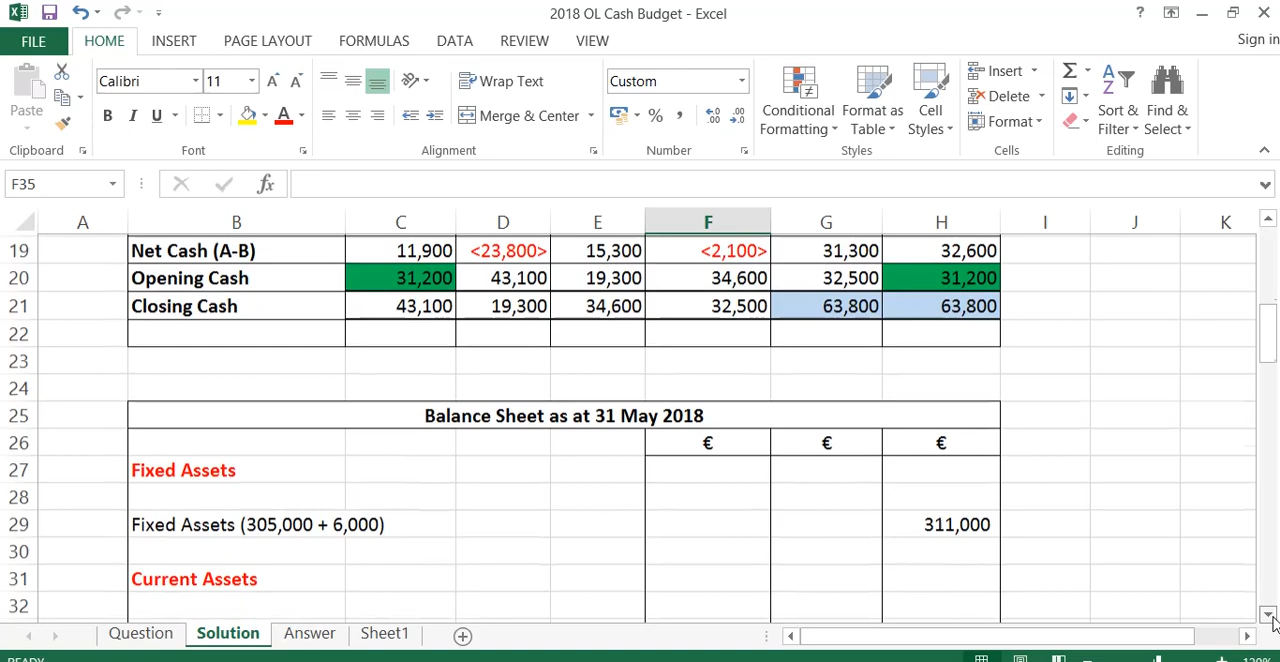 2018 OL Cash Budget - Excel
?
Sign in
FILE HOME INSERT PAGE LAYOUT FORMULAS DATA REVIEW VIEW
Calibri 11 Wrap Text Custom Insert
Paste Conditional Format as Cell Delete Sort & Find &
B I U A Merge & Center % Formatting Table Styles Format Filter Select
Clipboard Font Alignment Number Styles Cells Editing
F35 fx
A B C D E F G H I J K
19 Net Cash (A-B) 11,900 <23,800> 15,300 <2,100> 31,300 32,600
20 Opening Cash 31,200 43,100 19,300 34,600 32,500 31,200
21 Closing Cash 43,100 19,300 34,600 32,500 63,800 63,800
22
23
24
25 Balance Sheet as at 31 May 2018
26 € € €
27 Fixed Assets
28
29 Fixed Assets (305,000 + 6,000) 311,000
30
31 Current Assets
32
Question Solution Answer Sheet1